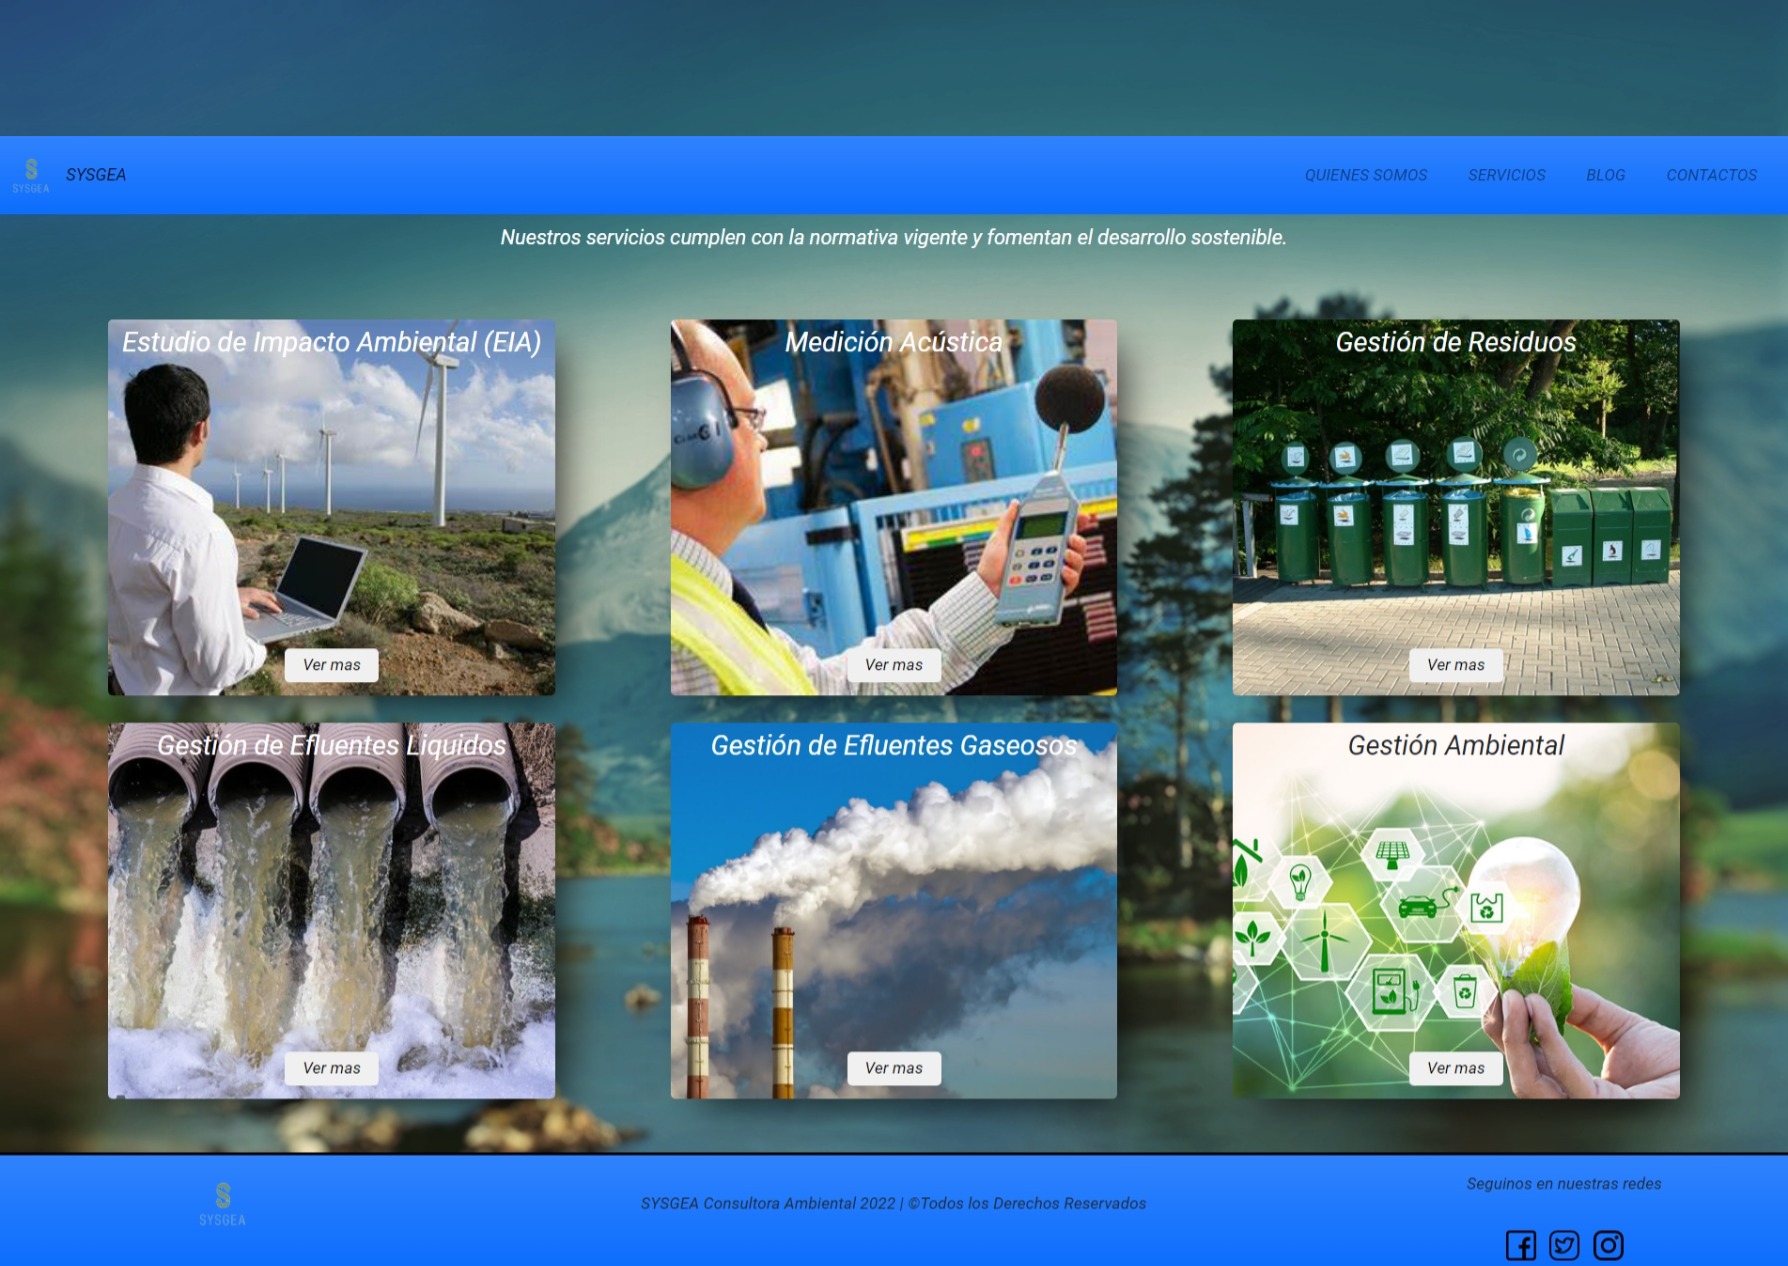 SYSGEA
SYSGEA
QUIENES SOMOS
SERVICIOS
BLOG
CONTACTOS
Nuestros servicios cumplen con la normativa vigente y fomentan el desarrollo sostenible.
Estudio de Impacto Ambiental (EIA)
Ver mas
Medición Acústica
Ver mas
Gestión de Residuos
Ver mas
Gestión de Efluentes Liquidos
Ver mas
Gestión de Efluentes Gaseosos
Ver mas
Gestión Ambiental
Ver mas
SYSGEA
SYSGEA Consultora Ambiental 2022 | ©Todos los Derechos Reservados
Seguinos en nuestras redes